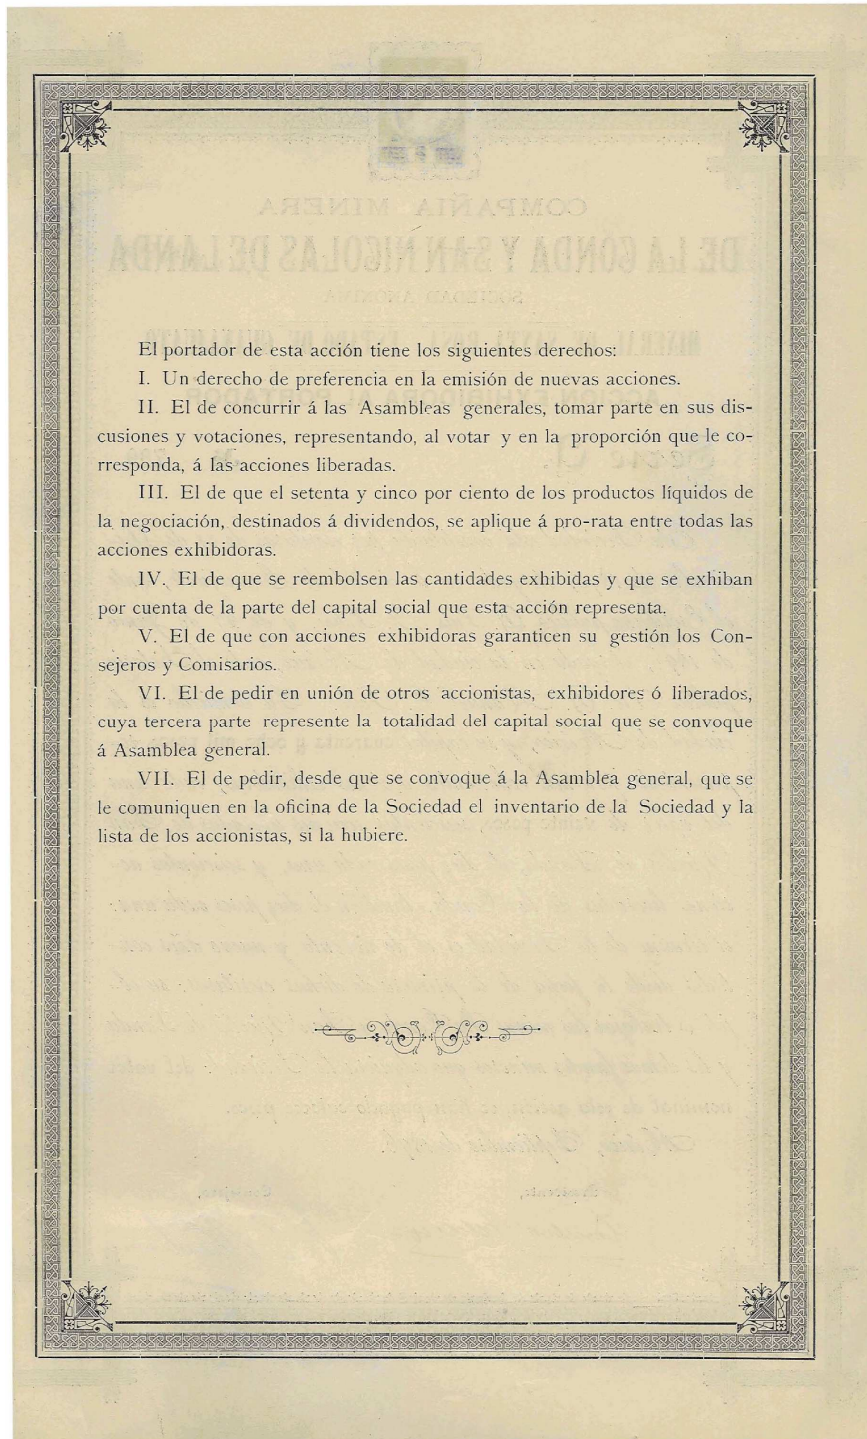 El portador de esta acción tiene los siguientes derechos:
I. Un derecho de preferencia en la emisión de nuevas acciones.
II. El de concurrir á las Asambleas generales, tomar parte en sus dis-
cusiones y votaciones, representando, al votar y en la proporción que le co-
rresponda, á las acciones liberadas.
III. El de que el setenta y cinco por ciento de los productos líquidos de
la negociación, destinados á dividendos, se aplique á pro-rata entre todas las
acciones exhibidoras.
IV. El de que se reembolsen las cantidades exhibidas y que se exhiban
por cuenta de la parte del capital social que esta acción representa.
V. El de que con acciones exhibidoras garanticen su gestión los Con-
sejeros y Comisarios.
VI. El de pedir en unión de otros accionistas, exhibidores ó liberados,
cuya tercera parte represente la totalidad del capital social que se convoque
á Asamblea general.
VII. El de pedir, desde que se convoque á la Asamblea general, que se
le comuniquen en la oficina de la Sociedad el inventario de la Sociedad y la
lista de los accionistas, si la hubiere.